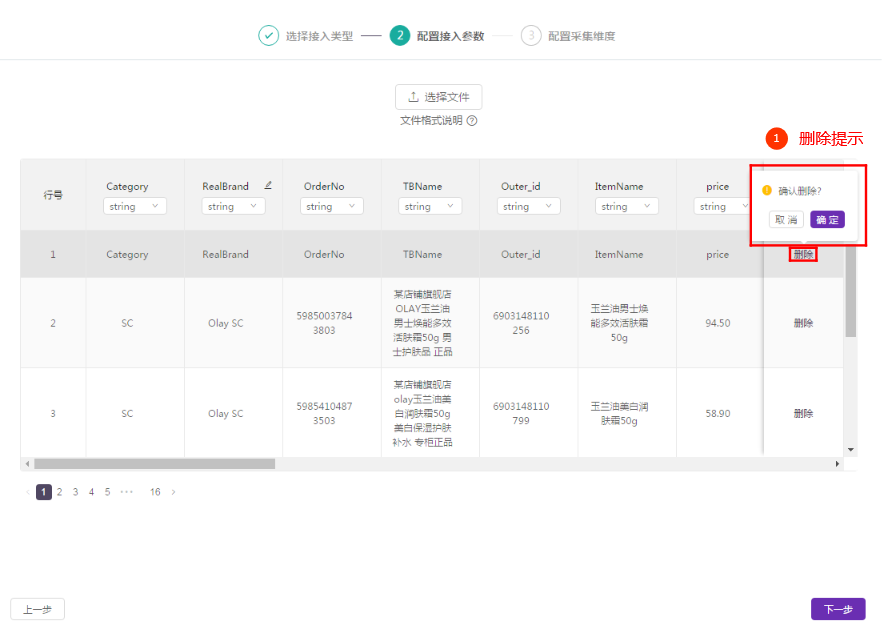 选择接入类型 2 配置接入参数 3 配置采集维度
选择文件
文件格式说明 ?
1 删除提示
行号 Category RealBrand OrderNo TBName Outer_id ItemName price
string string string string string string string
! 确认删除?
取 消 确 定
1 Category RealBrand OrderNo TBName Outer_id ItemName price 删除
2 SC Olay SC
5985003784
3803
某店铺旗舰店
OLAY玉兰油
男士焕能多效
活肤霜50g 男
士护肤品 正品
6903148110
256
玉兰油男士焕
能多效活肤霜
50g
94.50 删除
3 SC Olay SC
5985410487
3503
某店铺旗舰店
olay玉兰油美
白润肤霜50g
美白保湿护肤
补水 专柜正品
6903148110
799
玉兰油美白润
肤霜50g
58.90 删除
1 2 3 4 5 ··· 16
上一步 下一步